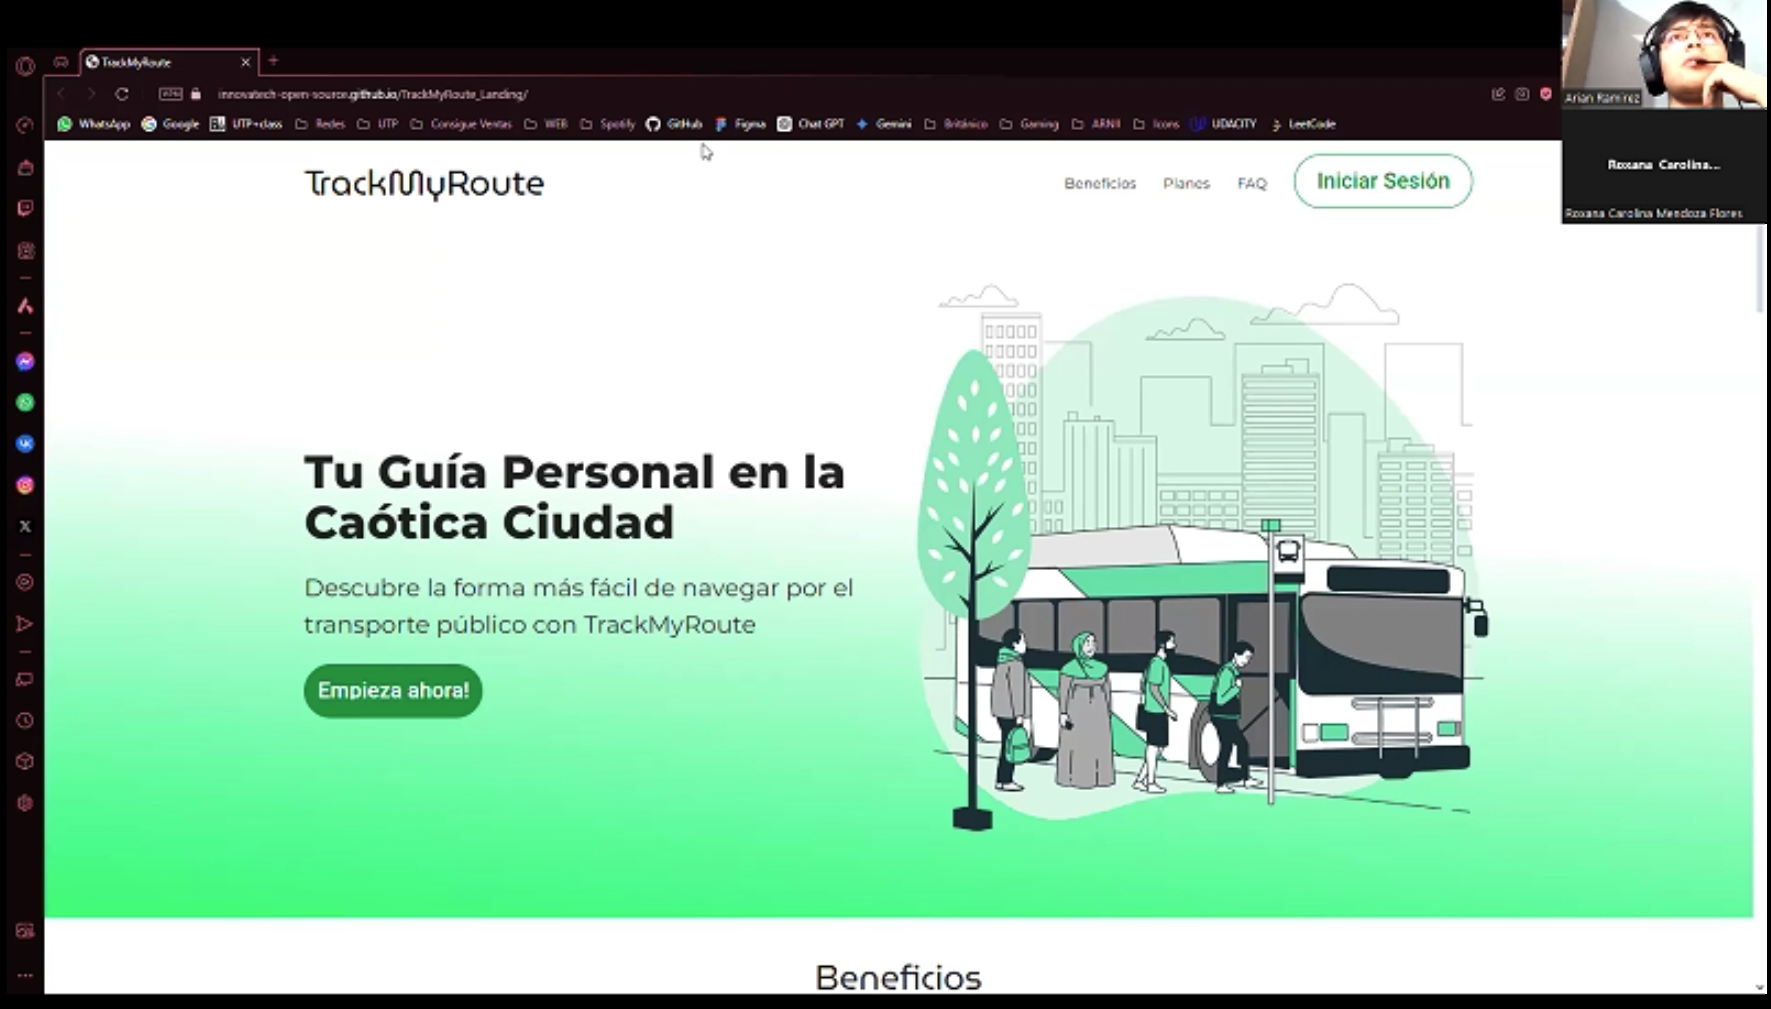 TrackMyRoute
innovatech-open-source.github.io/TrackMyRoute_Landing/
WhatsApp Google UTP+class Redes UTP Consigue Ventas WEB Spotify GitHub Figma Chat GPT Gemini Británico Gaming ARNII Icons UDACITY LeetCode
Arian Ramirez
Roxana Carolina...
Roxana Carolina Mendoza Flores
TrackMyRoute
Beneficios Planes FAQ Iniciar Sesión
Tu Guía Personal en la
Caótica Ciudad
Descubre la forma más fácil de navegar por el
transporte público con TrackMyRoute
Empieza ahora!
Beneficios